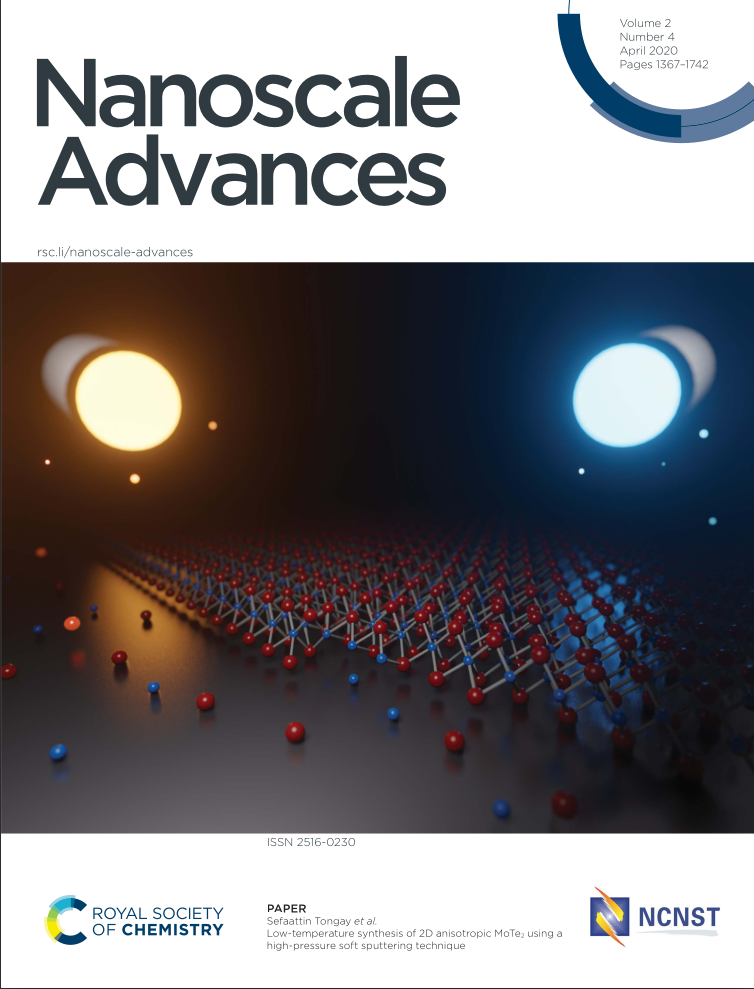 Volume 2
Number 4
April 2020
Pages 1367–1742
Nanoscale
Advances
rsc.li/nanoscale-advances
ISSN 2516-0230
ROYAL SOCIETY
OF CHEMISTRY
PAPER
Sefaattin Tongay et al.
Low-temperature synthesis of 2D anisotropic MoTe₂ using a
high-pressure soft sputtering technique
NCNST